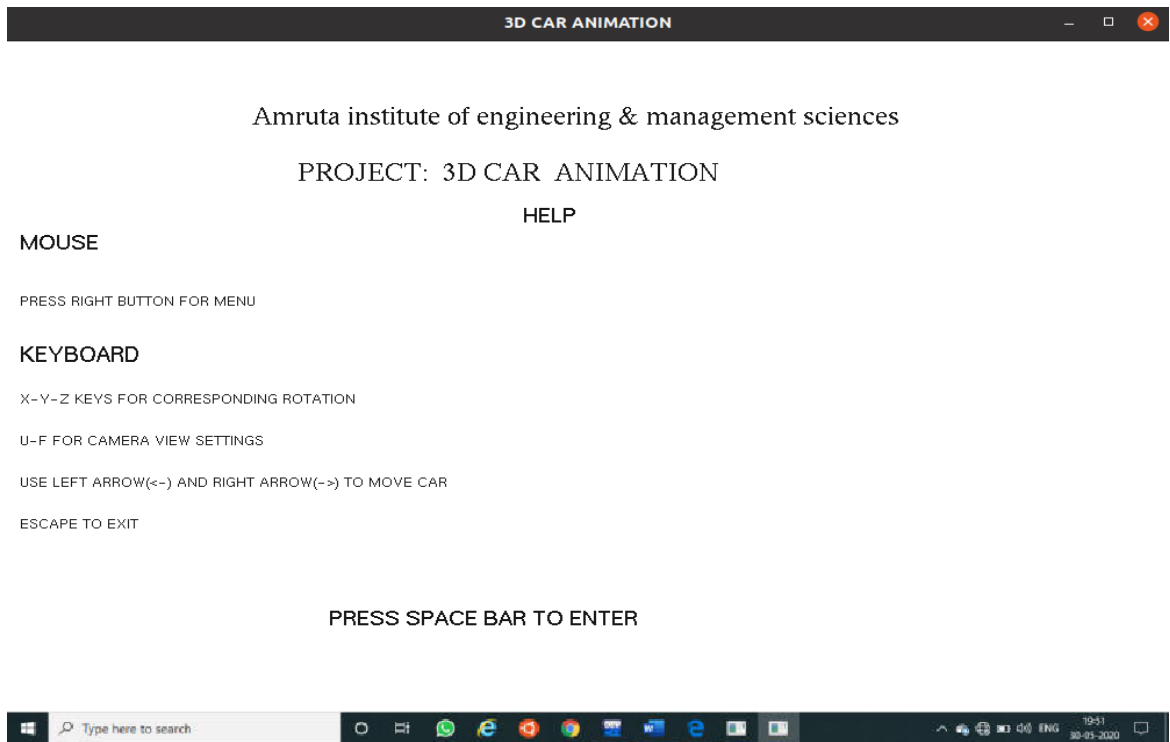 3D CAR ANIMATION
Amruta institute of engineering & management sciences
PROJECT: 3D CAR ANIMATION
HELP
MOUSE
PRESS RIGHT BUTTON FOR MENU
KEYBOARD
X-Y-Z KEYS FOR CORRESPONDING ROTATION
U-F FOR CAMERA VIEW SETTINGS
USE LEFT ARROW(<-) AND RIGHT ARROW(->) TO MOVE CAR
ESCAPE TO EXIT
PRESS SPACE BAR TO ENTER
Type here to search
ENG
19:51
30-05-2020